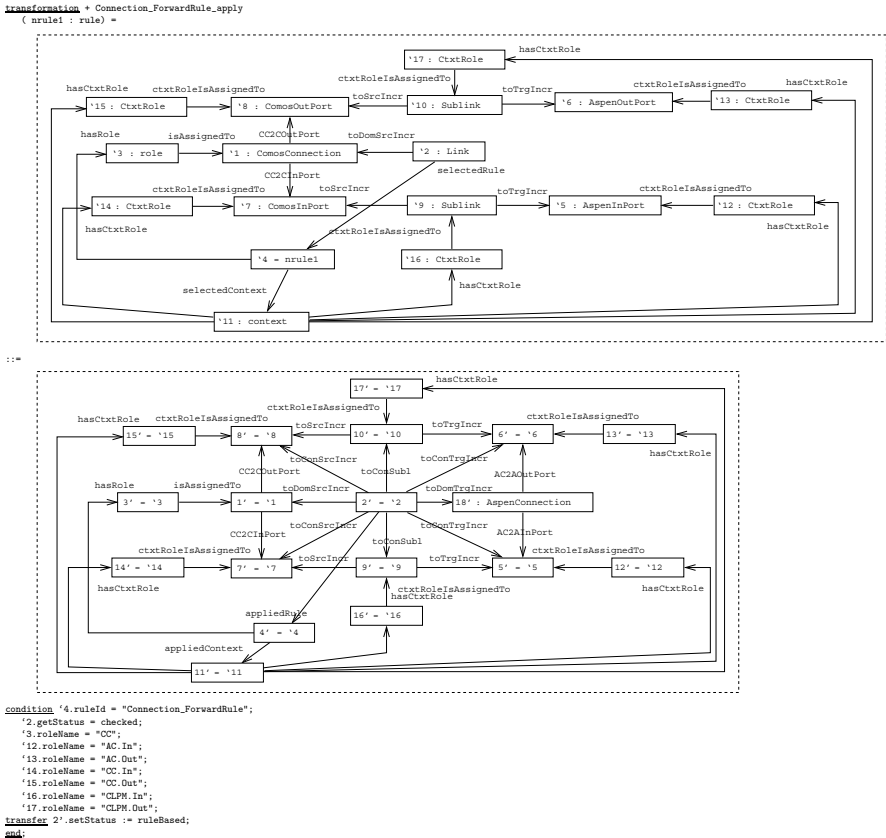 transformation + Connection_ForwardRule_apply
( nrule1 : rule) =
‘17 : CtxtRole
hasCtxtRole
ctxtRoleIsAssignedTo
hasCtxtRole
ctxtRoleIsAssignedTo
toSrcIncr
toTrgIncr
ctxtRoleIsAssignedTo
hasCtxtRole
‘15 : CtxtRole
‘8 : ComosOutPort
‘10 : Sublink
‘6 : AspenOutPort
‘13 : CtxtRole
hasRole
isAssignedTo
CC2COutPort
toDomSrcIncr
‘3 : role
‘1 : ComosConnection
‘2 : Link
CC2CInPort
selectedRule
ctxtRoleIsAssignedTo
toSrcIncr
toTrgIncr
ctxtRoleIsAssignedTo
‘14 : CtxtRole
‘7 : ComosInPort
‘9 : Sublink
‘5 : AspenInPort
‘12 : CtxtRole
hasCtxtRole
ctxtRoleIsAssignedTo
hasCtxtRole
‘4 = nrule1
‘16 : CtxtRole
selectedContext
hasCtxtRole
‘11 : context
::=
17’ = ‘17
hasCtxtRole
ctxtRoleIsAssignedTo
hasCtxtRole
ctxtRoleIsAssignedTo
toSrcIncr
toTrgIncr
ctxtRoleIsAssignedTo
15’ = ‘15
8’ = ‘8
10’ = ‘10
6’ = ‘6
13’ = ‘13
hasCtxtRole
toConSrcIncr
toConTrgIncr
CC2COutPort
toConSubl
AC2AOutPort
hasRole
isAssignedTo
toDomSrcIncr
toDomTrgIncr
3’ = ‘3
1’ = ‘1
2’ = ‘2
18’ : AspenConnection
toConSrcIncr
toConTrgIncr
CC2CInPort
AC2AInPort
toConSubl
ctxtRoleIsAssignedTo
toSrcIncr
toTrgIncr
ctxtRoleIsAssignedTo
14’ = ‘14
7’ = ‘7
9’ = ‘9
5’ = ‘5
12’ = ‘12
hasCtxtRole
ctxtRoleIsAssignedTo
hasCtxtRole
hasCtxtRole
appliedRule
16’ = ‘16
4’ = ‘4
appliedContext
11’ = ‘11
condition ‘4.ruleId = "Connection_ForwardRule";
‘2.getStatus = checked;
‘3.roleName = "CC";
‘12.roleName = "AC.In";
‘13.roleName = "AC.Out";
‘14.roleName = "CC.In";
‘15.roleName = "CC.Out";
‘16.roleName = "CLPM.In";
‘17.roleName = "CLPM.Out";
transfer 2’.setStatus := ruleBased;
end;